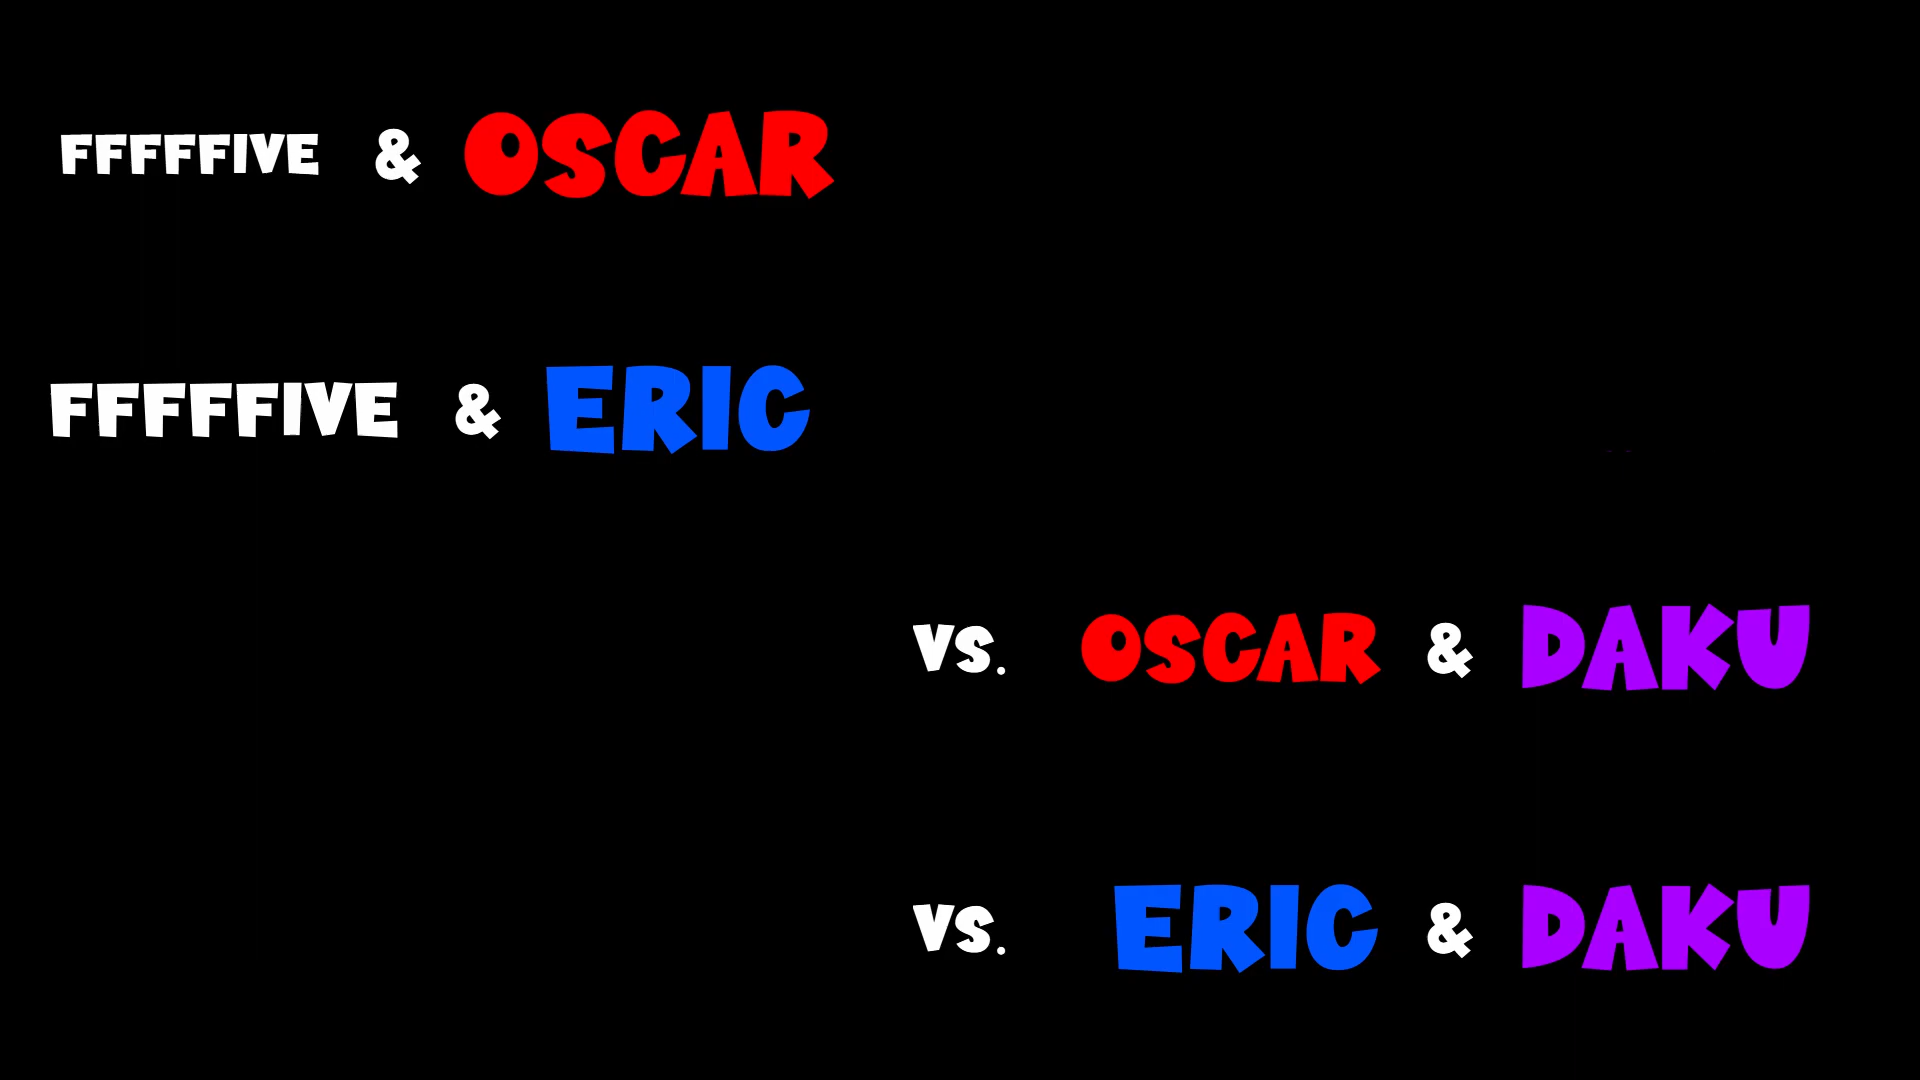 FFFFFIVE & OSCAR
FFFFFIVE & ERIC
VS. OSCAR & DAKU
VS. ERIC & DAKU